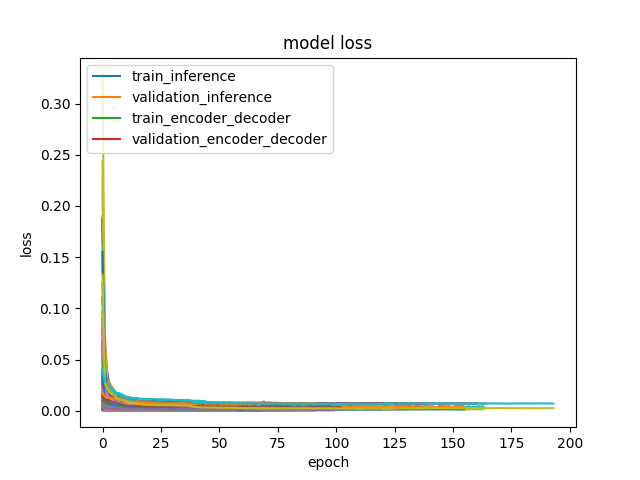 model loss
train_inference
validation_inference
train_encoder_decoder
validation_encoder_decoder
0.30
0.25
0.20
0.15
0.10
0.05
0.00
loss
0 25 50 75 100 125 150 175 200
epoch